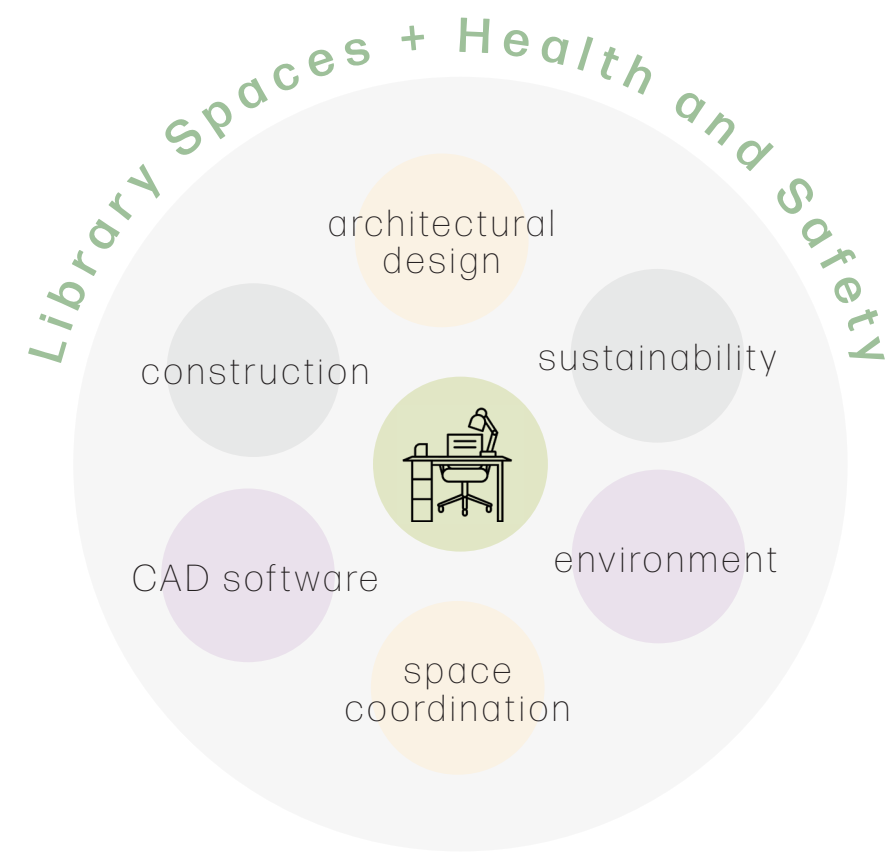 Library Spaces + Health and Safety
architectural
design
construction
sustainability
CAD software
environment
space
coordination